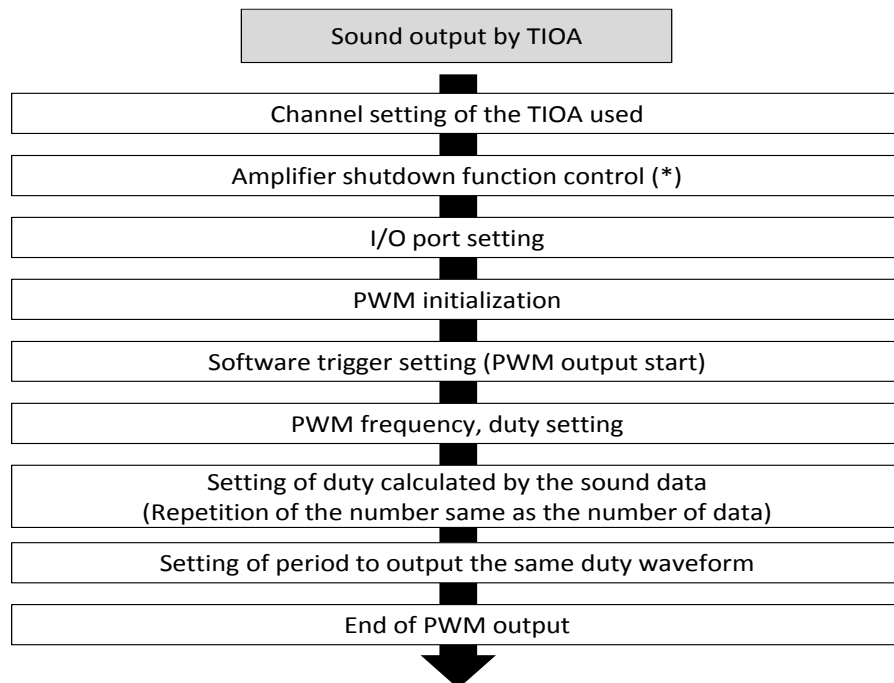 Sound output by TIOA
Channel setting of the TIOA used
Amplifier shutdown function control (*)
I/O port setting
PWM initialization
Software trigger setting (PWM output start)
PWM frequency, duty setting
Setting of duty calculated by the sound data
(Repetition of the number same as the number of data)
Setting of period to output the same duty waveform
End of PWM output